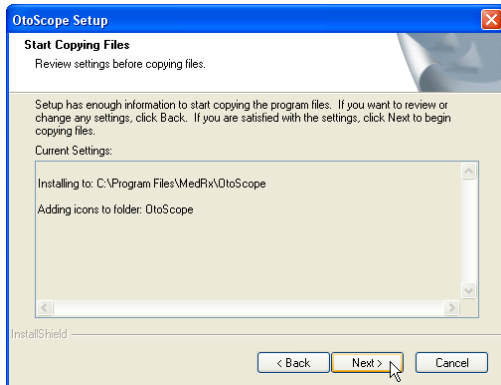 OtoScope Setup
Start Copying Files
Review settings before copying files.
Setup has enough information to start copying the program files. If you want to review or
change any settings, click Back. If you are satisfied with the settings, click Next to begin
copying files.
Current Settings:
Installing to: C:\Program Files\MedRx\OtoScope
Adding icons to folder: OtoScope
InstallShield
< Back
Next >
Cancel